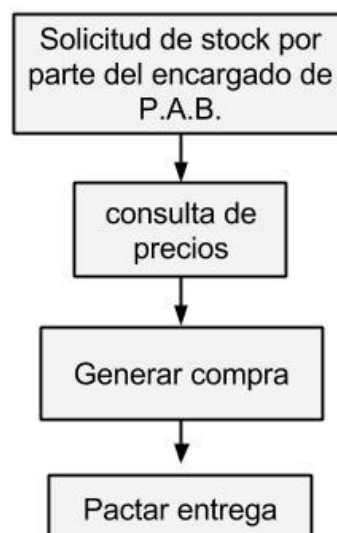 Solicitud de stock por
parte del encargado de
P.A.B.
consulta de
precios
Generar compra
Pactar entrega